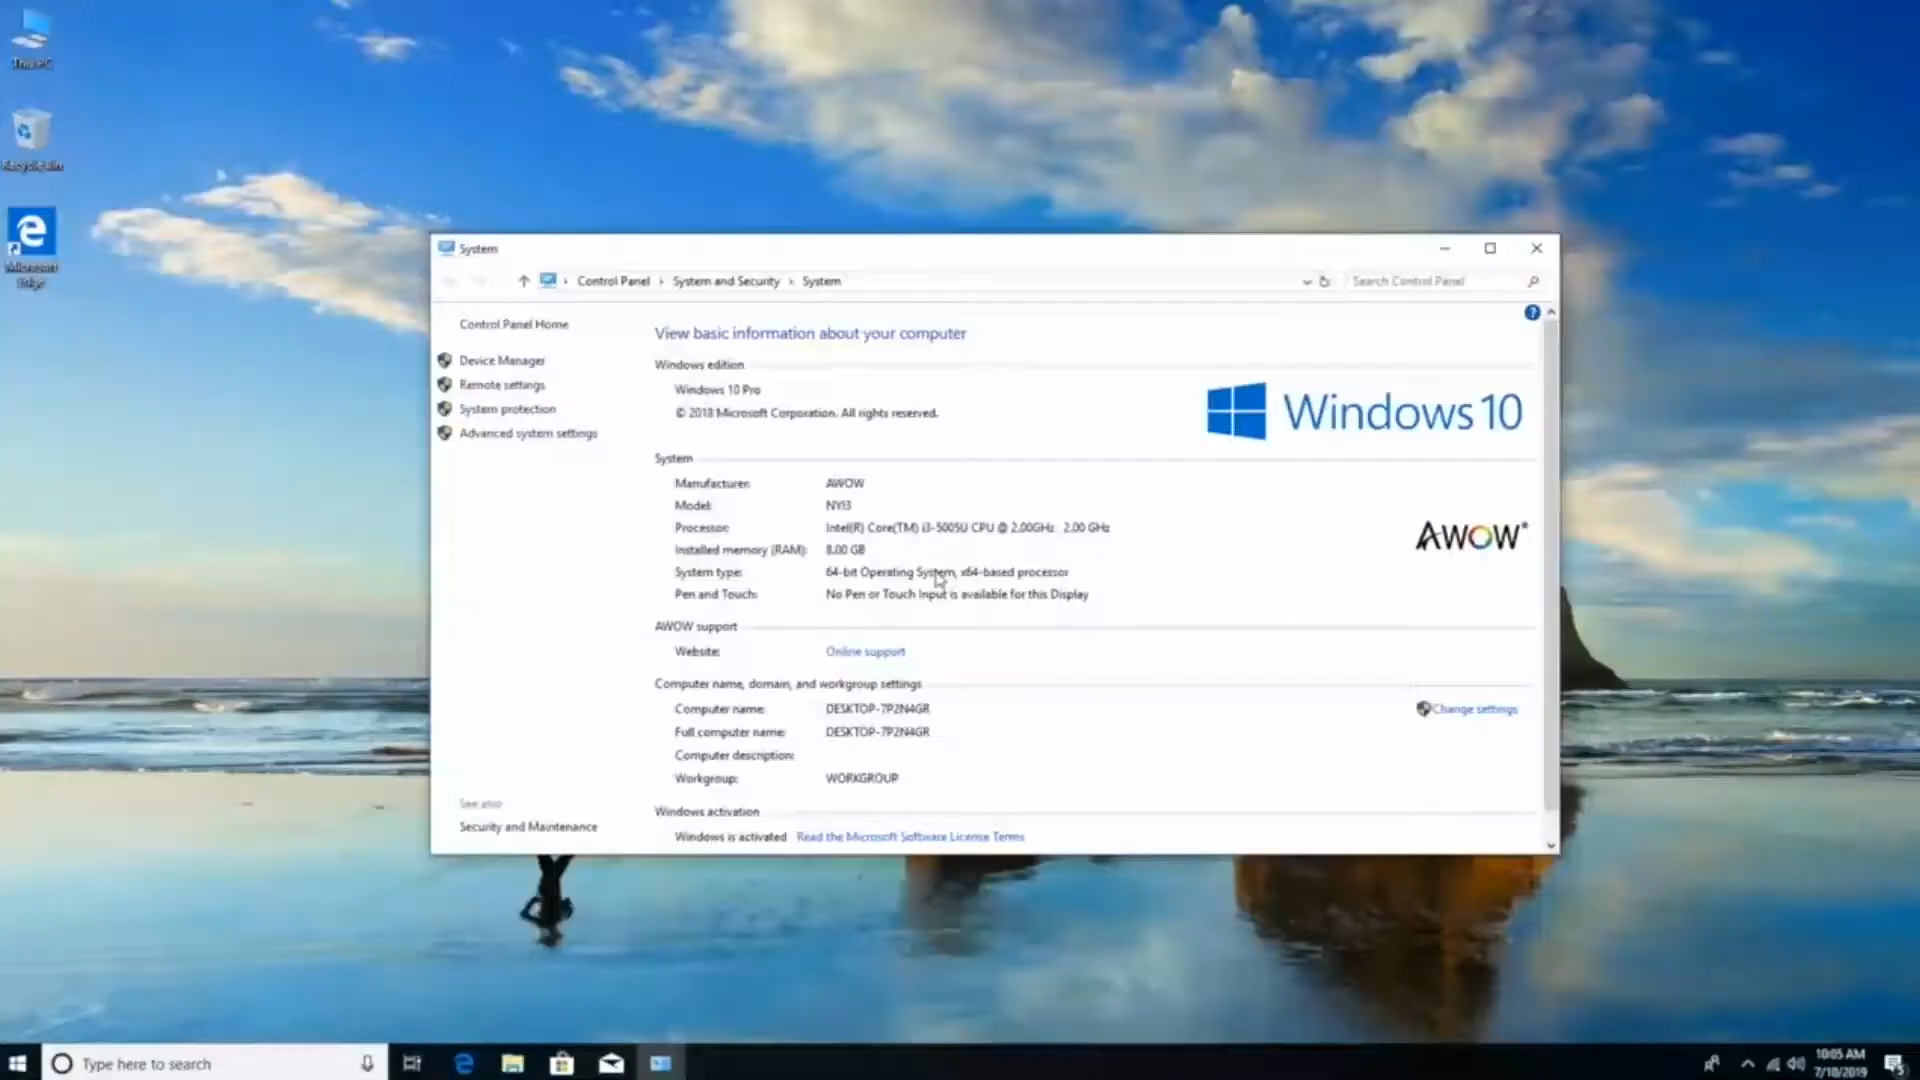 This PC
Recycle Bin
Microsoft
Edge
System
Control Panel
System and Security
System
Search Control Panel
Control Panel Home
Device Manager
Remote settings
System protection
Advanced system settings
See also
Security and Maintenance
View basic information about your computer
Windows edition
Windows 10 Pro
© 2018 Microsoft Corporation. All rights reserved.
Windows 10
System
Manufacturer: AWOW
Model: NYi3
Processor: Intel(R) Core(TM) i3-5005U CPU @ 2.00GHz 2.00 GHz
Installed memory (RAM): 8.00 GB
System type: 64-bit Operating System, x64-based processor
Pen and Touch: No Pen or Touch Input is available for this Display
AWOW®
AWOW support
Website: Online support
Computer name, domain, and workgroup settings
Computer name: DESKTOP-7P2N4GR
Change settings
Full computer name: DESKTOP-7P2N4GR
Computer description:
Workgroup: WORKGROUP
Windows activation
Windows is activated Read the Microsoft Software License Terms
Type here to search
10:05 AM
7/10/2019
5